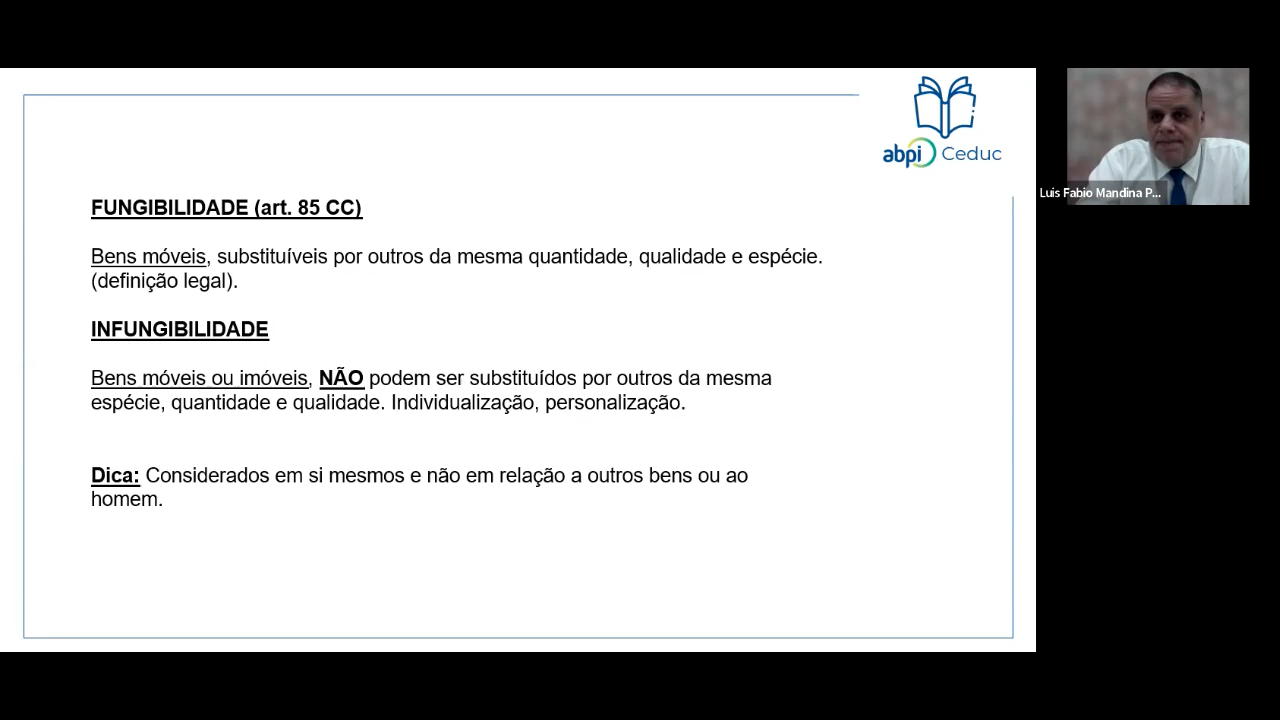 abpi Ceduc
Luis Fabio Mandina P...
FUNGIBILIDADE (art. 85 CC)
Bens móveis, substituíveis por outros da mesma quantidade, qualidade e espécie.
(definição legal).
INFUNGIBILIDADE
Bens móveis ou imóveis, NÃO podem ser substituídos por outros da mesma
espécie, quantidade e qualidade. Individualização, personalização.
Dica: Considerados em si mesmos e não em relação a outros bens ou ao
homem.